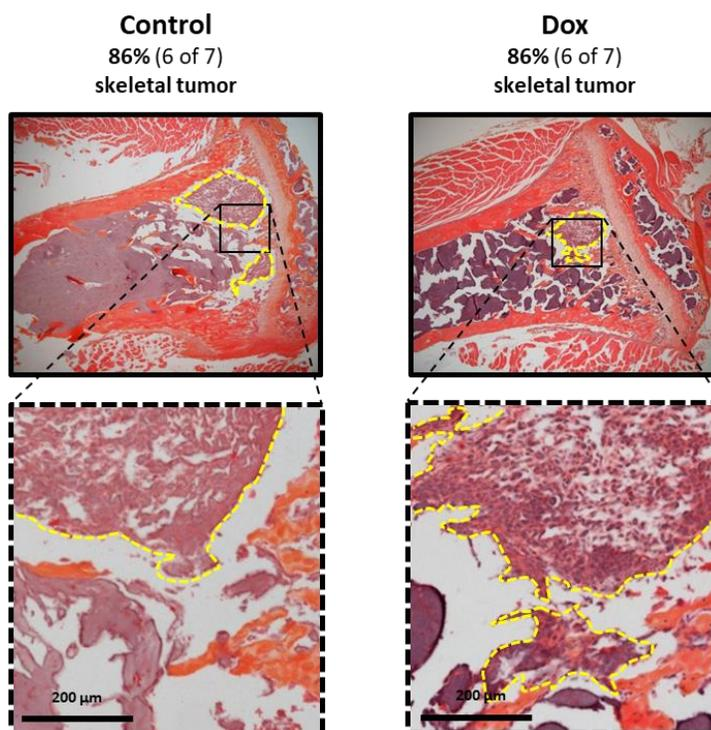 Control
86% (6 of 7)
skeletal tumor
Dox
86% (6 of 7)
skeletal tumor
200 µm
200 µm